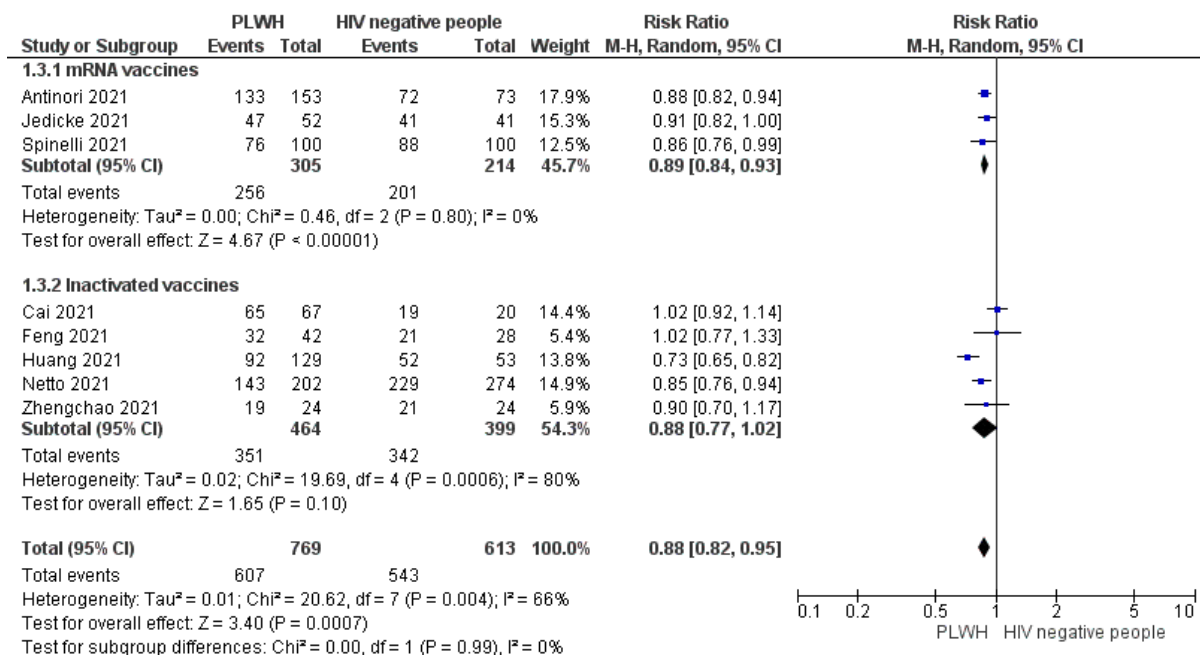 PLWH HIV negative people Risk Ratio Risk Ratio
Study or Subgroup Events Total Events Total Weight M-H, Random, 95% CI M-H, Random, 95% CI
1.3.1 mRNA vaccines
Antinori 2021 133 153 72 73 17.9% 0.88 [0.82, 0.94]
Jedicke 2021 47 52 41 41 15.3% 0.91 [0.82, 1.00]
Spinelli 2021 76 100 88 100 12.5% 0.86 [0.76, 0.99]
Subtotal (95% CI) 305 214 45.7% 0.89 [0.84, 0.93]
Total events 256 201
Heterogeneity: Tau² = 0.00; Chi² = 0.46, df = 2 (P = 0.80); I² = 0%
Test for overall effect: Z = 4.67 (P < 0.00001)
1.3.2 Inactivated vaccines
Cai 2021 65 67 19 20 14.4% 1.02 [0.92, 1.14]
Feng 2021 32 42 21 28 5.4% 1.02 [0.77, 1.33]
Huang 2021 92 129 52 53 13.8% 0.73 [0.65, 0.82]
Netto 2021 143 202 229 274 14.9% 0.85 [0.76, 0.94]
Zhengchao 2021 19 24 21 24 5.9% 0.90 [0.70, 1.17]
Subtotal (95% CI) 464 399 54.3% 0.88 [0.77, 1.02]
Total events 351 342
Heterogeneity: Tau² = 0.02; Chi² = 19.69, df = 4 (P = 0.0006); I² = 80%
Test for overall effect: Z = 1.65 (P = 0.10)
Total (95% CI) 769 613 100.0% 0.88 [0.82, 0.95]
Total events 607 543
Heterogeneity: Tau² = 0.01; Chi² = 20.62, df = 7 (P = 0.004); I² = 66%
Test for overall effect: Z = 3.40 (P = 0.0007)
Test for subgroup differences: Chi² = 0.00, df = 1 (P = 0.99), I² = 0%
0.1 0.2 0.5 1 2 5 10
PLWH HIV negative people